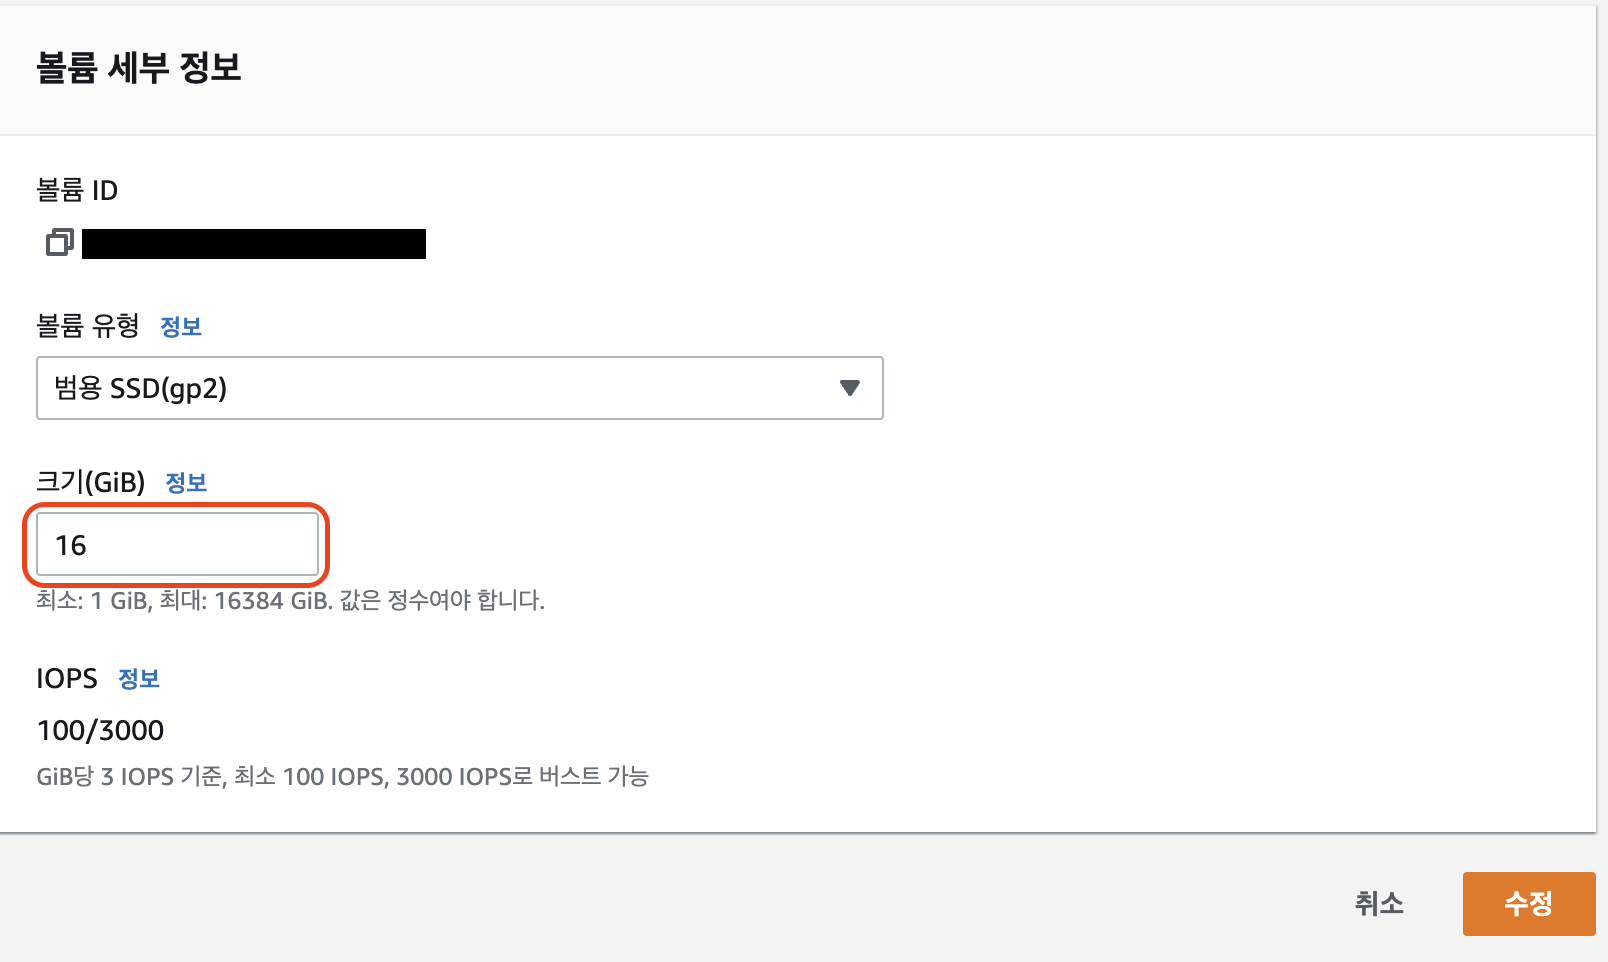 볼륨 세부 정보
볼륨 ID
볼륨 유형 정보
범용 SSD(gp2)
크기(GiB) 정보
16
최소: 1 GiB, 최대: 16384 GiB. 값은 정수여야 합니다.
IOPS 정보
100/3000
GiB당 3 IOPS 기준, 최소 100 IOPS, 3000 IOPS로 버스트 가능
취소 수정